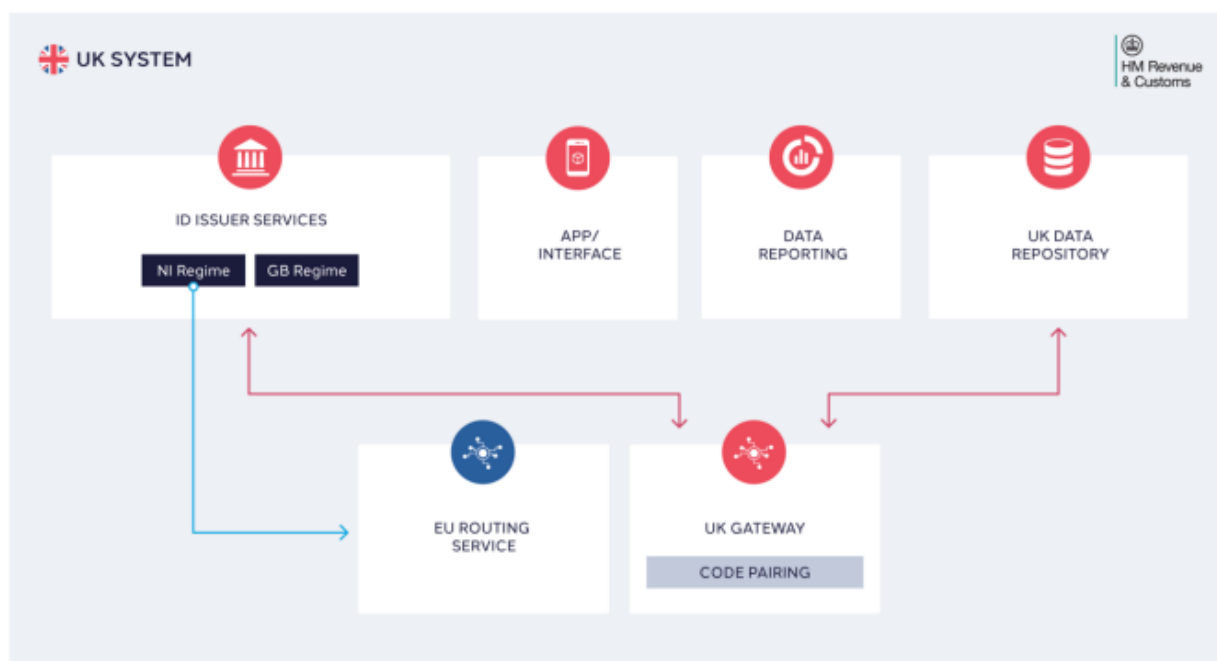 UK SYSTEM
HM Revenue
& Customs
ID ISSUER SERVICES
NI Regime
GB Regime
APP/
INTERFACE
DATA
REPORTING
UK DATA
REPOSITORY
EU ROUTING
SERVICE
UK GATEWAY
CODE PAIRING